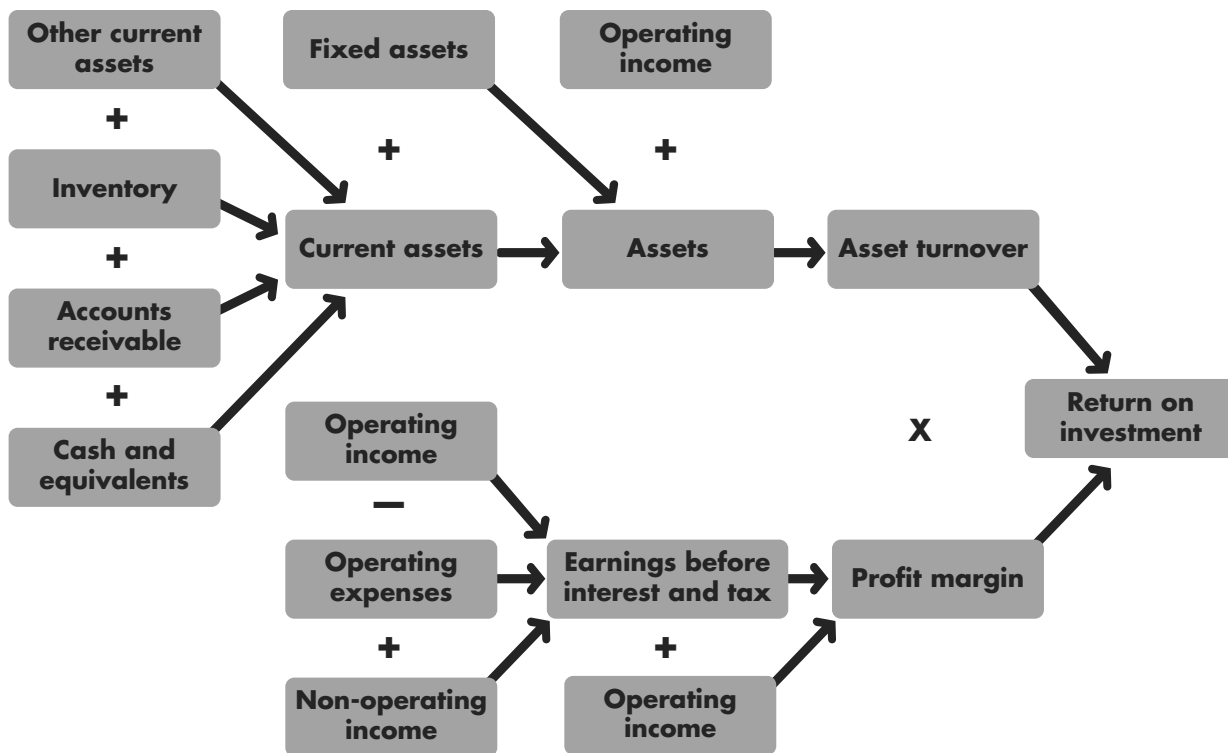 Other current
assets
Fixed assets
Operating
income
+
+
+
Inventory
+
Current assets
Assets
Asset turnover
Accounts
receivable
+
Cash and
equivalents
Operating
income
x
Return on
investment
–
Operating
expenses
Earnings before
interest and tax
Profit margin
+
+
Non-operating
income
Operating
income